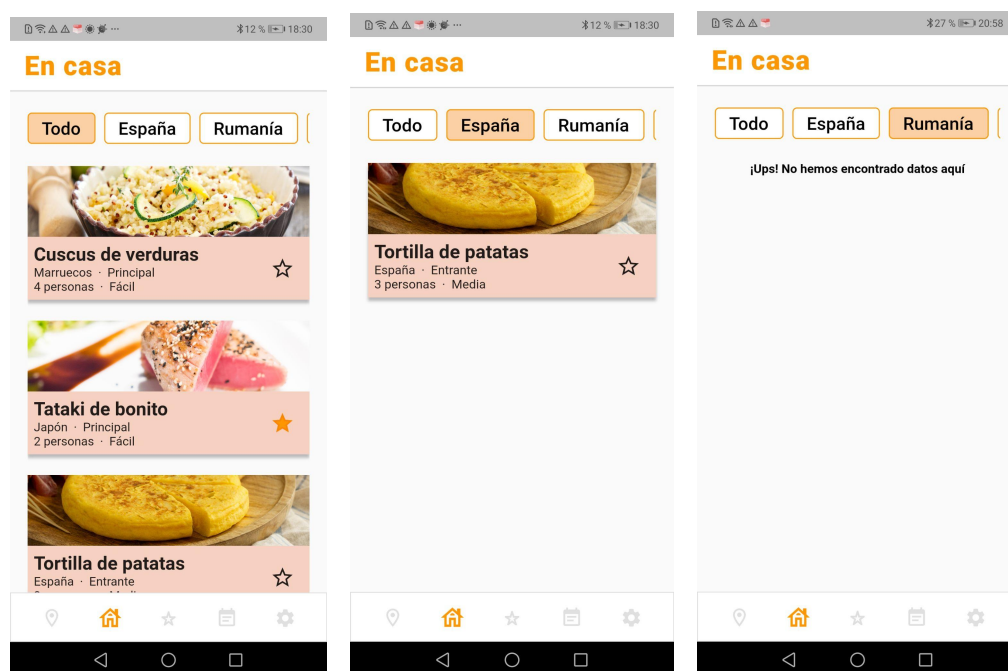 12 % 18:30
En casa
Todo España Rumanía
Cuscus de verduras
Marruecos · Principal
4 personas · Fácil
Tataki de bonito
Japón · Principal
2 personas · Fácil
Tortilla de patatas
España · Entrante
12 % 18:30
En casa
Todo España Rumanía
Tortilla de patatas
España · Entrante
3 personas · Media
27 % 20:58
En casa
Todo España Rumanía
¡Ups! No hemos encontrado datos aquí